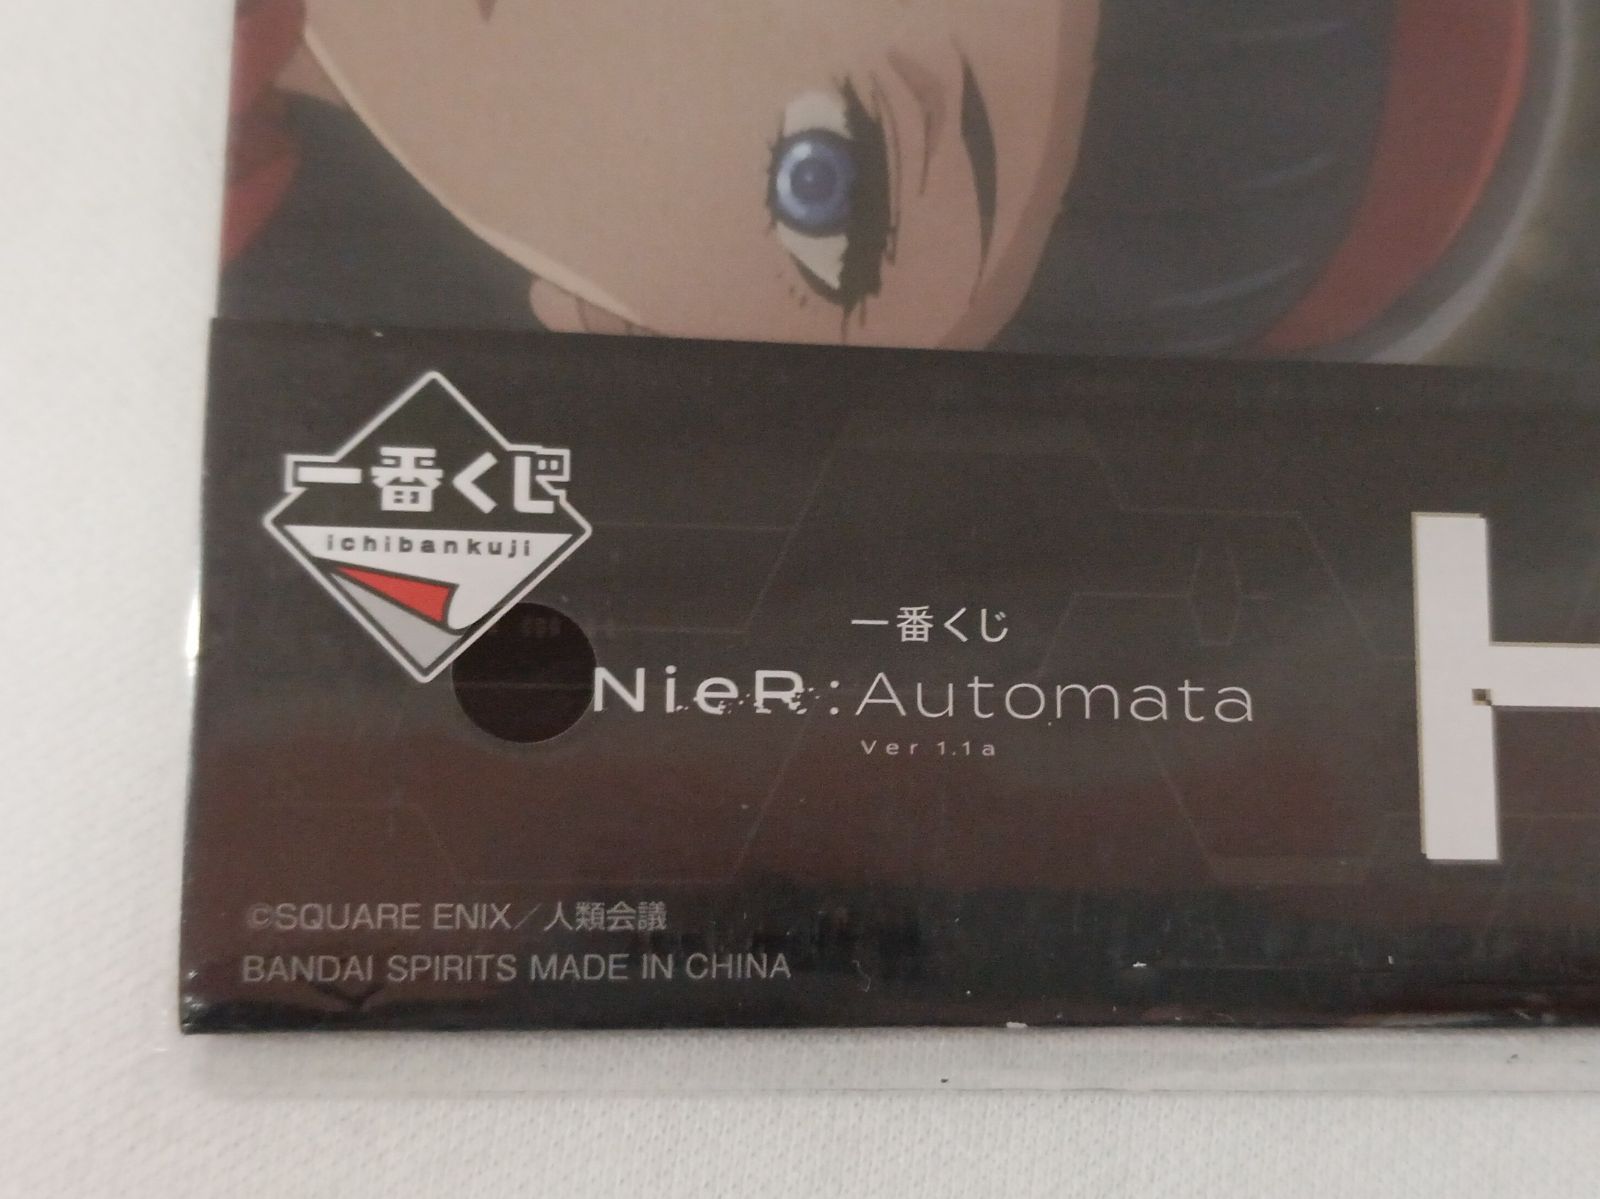 一番くじ
ichibankuji
一番くじ
NieR:Automata
Ver 1.1a
H
©SQUARE ENIX／人類会議
BANDAI SPIRITS MADE IN CHINA